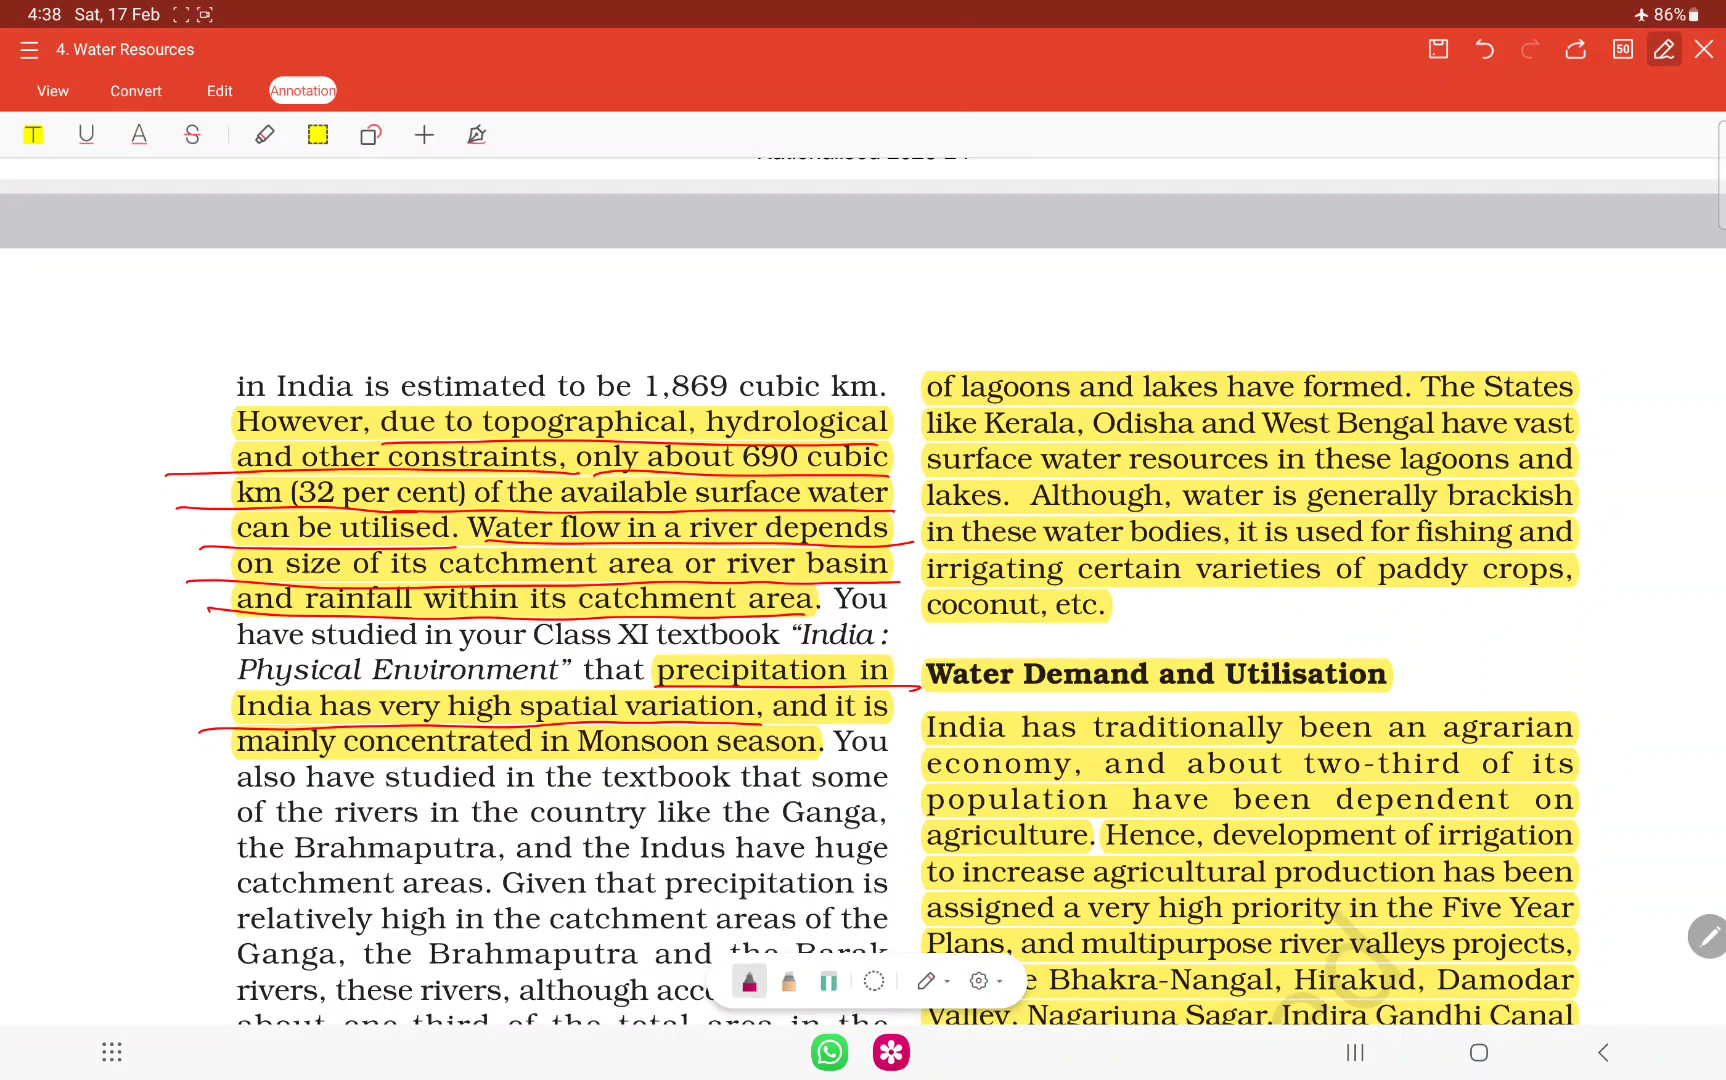 4:38 Sat, 17 Feb
86%
4. Water Resources
50
View Convert Edit Annotation
T U A S
in India is estimated to be 1,869 cubic km.
However, due to topographical, hydrological
and other constraints, only about 690 cubic
km (32 per cent) of the available surface water
can be utilised. Water flow in a river depends
on size of its catchment area or river basin
and rainfall within its catchment area. You
have studied in your Class XI textbook “India :
Physical Environment” that precipitation in
India has very high spatial variation, and it is
mainly concentrated in Monsoon season. You
also have studied in the textbook that some
of the rivers in the country like the Ganga,
the Brahmaputra, and the Indus have huge
catchment areas. Given that precipitation is
relatively high in the catchment areas of the
Ganga, the Brahmaputra and the Barak
rivers, these rivers, although
about one third of the total area in the
of lagoons and lakes have formed. The States
like Kerala, Odisha and West Bengal have vast
surface water resources in these lagoons and
lakes. Although, water is generally brackish
in these water bodies, it is used for fishing and
irrigating certain varieties of paddy crops,
coconut, etc.
Water Demand and Utilisation
India has traditionally been an agrarian
economy, and about two-third of its
population have been dependent on
agriculture. Hence, development of irrigation
to increase agricultural production has been
assigned a very high priority in the Five Year
Plans, and multipurpose river valleys projects,
Bhakra-Nangal, Hirakud, Damodar
Valley, Nagarjuna Sagar, Indira Gandhi Canal